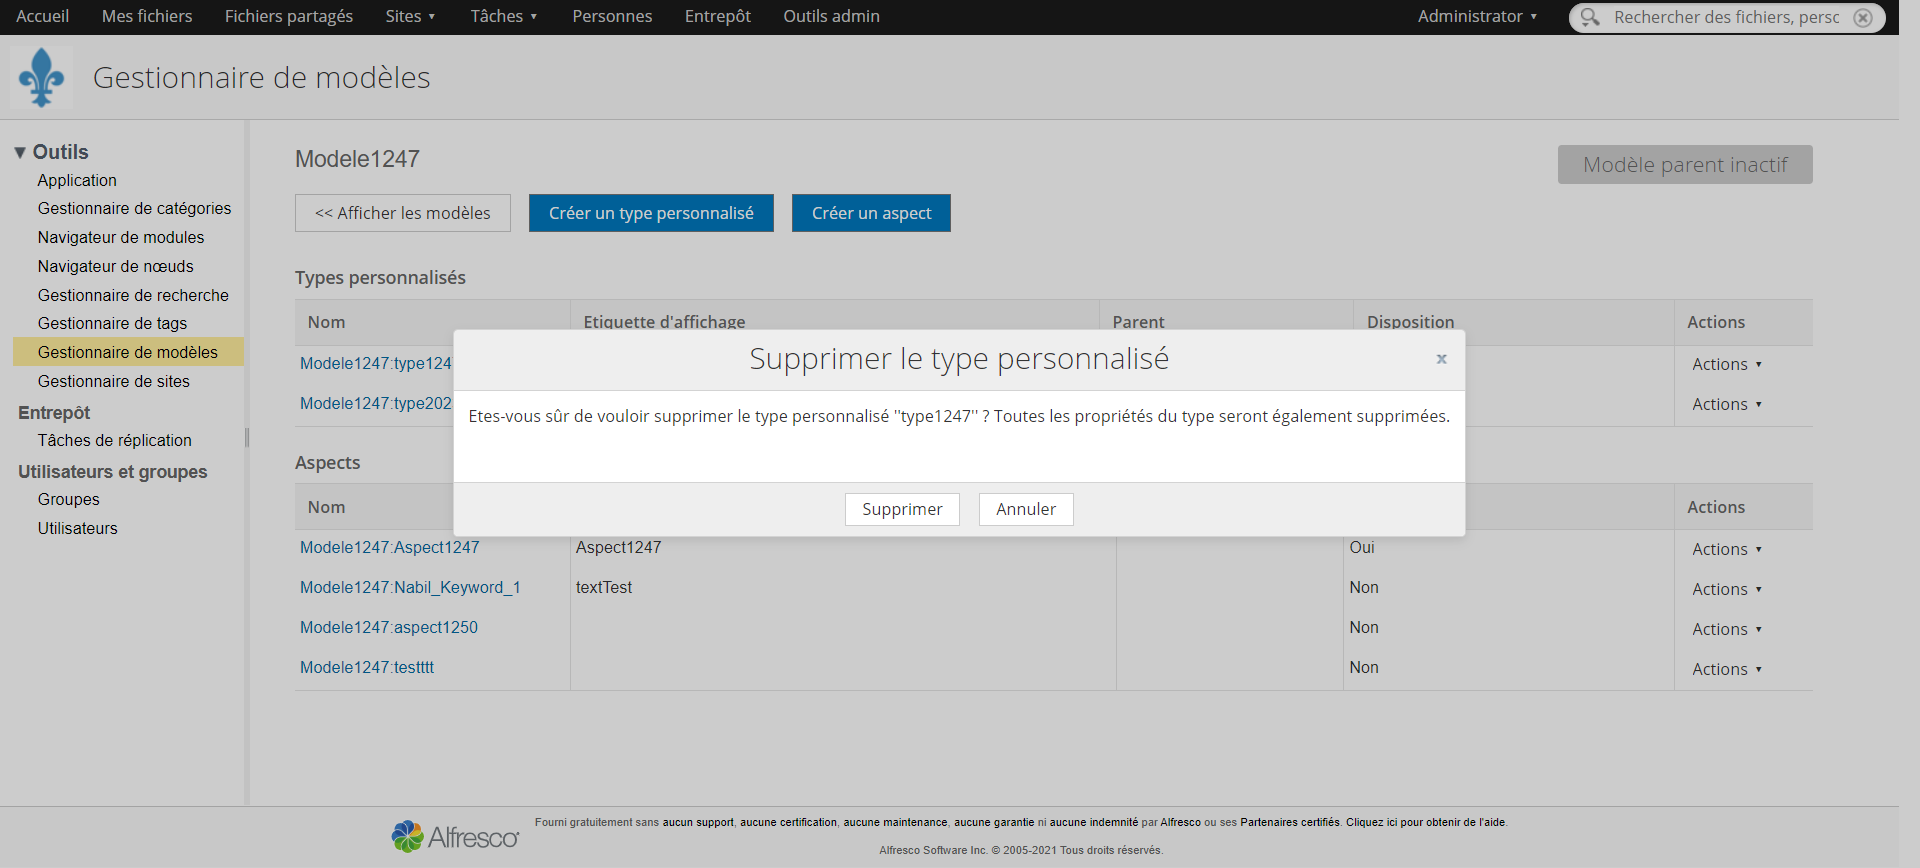 Accueil Mes fichiers Fichiers partagés Sites Tâches Personnes Entrepôt Outils admin Administrator Rechercher des fichiers, persc
Gestionnaire de modèles
Outils
Application
Gestionnaire de catégories
Navigateur de modules
Navigateur de nœuds
Gestionnaire de recherche
Gestionnaire de tags
Gestionnaire de modèles
Gestionnaire de sites
Entrepôt
Tâches de réplication
Utilisateurs et groupes
Groupes
Utilisateurs
Modele1247
Modèle parent inactif
<< Afficher les modèles Créer un type personnalisé Créer un aspect
Types personnalisés
Nom Etiquette d'affichage Parent Disposition Actions
Modele1247:type124 Actions
Modele1247:type202 Actions
Supprimer le type personnalisé x
Etes-vous sûr de vouloir supprimer le type personnalisé "type1247" ? Toutes les propriétés du type seront également supprimées.
Supprimer Annuler
Aspects
Nom Actions
Modele1247:Aspect1247 Aspect1247 Oui Actions
Modele1247:Nabil_Keyword_1 textTest Non Actions
Modele1247:aspect1250 Non Actions
Modele1247:testttt Non Actions
Alfresco
Fourni gratuitement sans aucun support, aucune certification, aucune maintenance, aucune garantie ni aucune indemnité par Alfresco ou ses Partenaires certifiés. Cliquez ici pour obtenir de l'aide.
Alfresco Software Inc. © 2005-2021 Tous droits réservés.